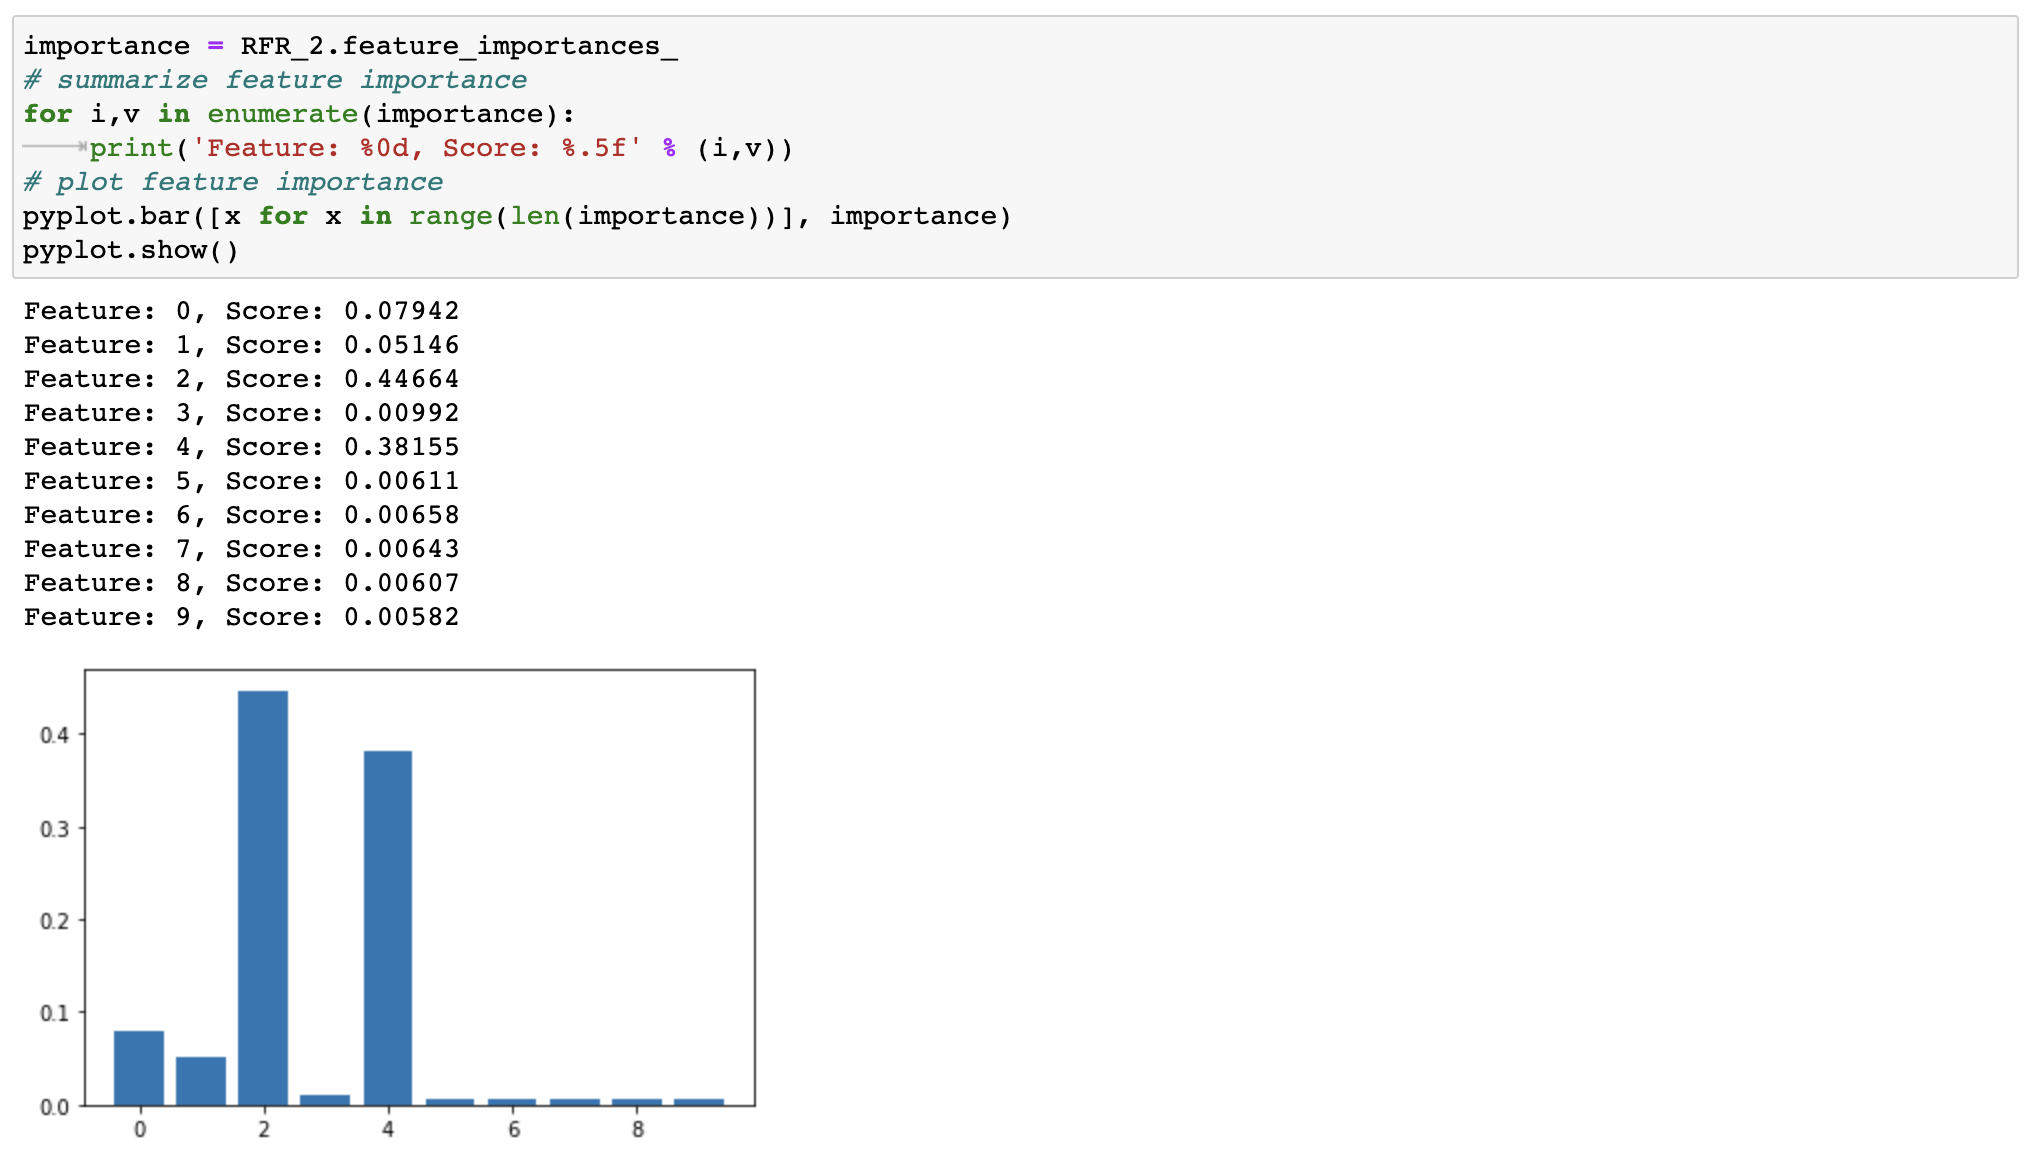 importance = RFR_2.feature_importances_
# summarize feature importance
for i,v in enumerate(importance):
print('Feature: %0d, Score: %.5f' % (i,v))
# plot feature importance
pyplot.bar([x for x in range(len(importance))], importance)
pyplot.show()
Feature: 0, Score: 0.07942
Feature: 1, Score: 0.05146
Feature: 2, Score: 0.44664
Feature: 3, Score: 0.00992
Feature: 4, Score: 0.38155
Feature: 5, Score: 0.00611
Feature: 6, Score: 0.00658
Feature: 7, Score: 0.00643
Feature: 8, Score: 0.00607
Feature: 9, Score: 0.00582
0.4
0.3
0.2
0.1
0.0
0 2 4 6 8